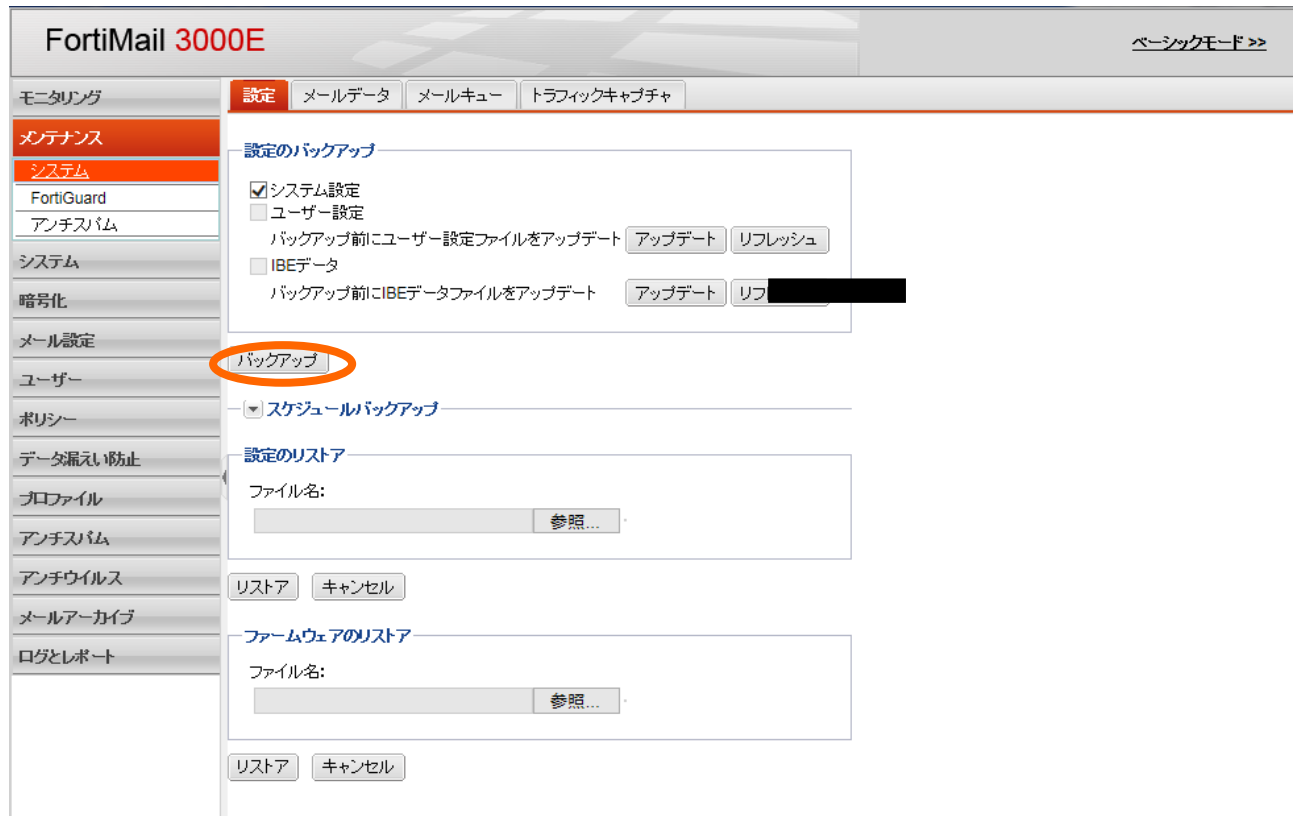 FortiMail 3000E
ベーシックモード >>
モニタリング
メンテナンス
システム
FortiGuard
アンチスパム
システム
暗号化
メール設定
ユーザー
ポリシー
データ漏えい防止
プロファイル
アンチスパム
アンチウイルス
メールアーカイブ
ログとレポート
設定 メールデータ メールキュー トラフィックキャプチャ
設定のバックアップ
システム設定
ユーザー設定
バックアップ前にユーザー設定ファイルをアップデート アップデート リフレッシュ
IBEデータ
バックアップ前にIBEデータファイルをアップデート アップデート
バックアップ
スケジュールバックアップ
設定のリストア
ファイル名:
参照...
リストア キャンセル
ファームウェアのリストア
ファイル名:
参照...
リストア キャンセル